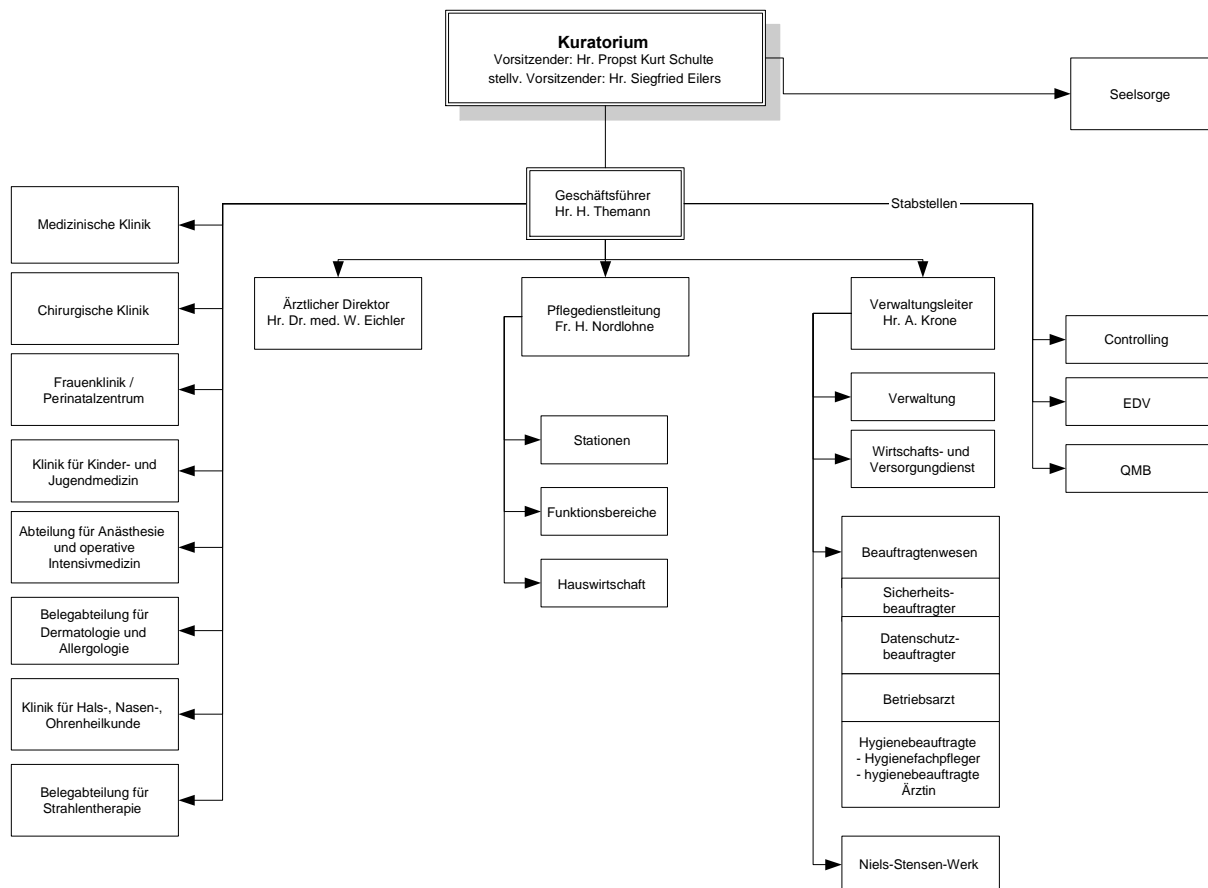 Kuratorium
Vorsitzender: Hr. Propst Kurt Schulte
stellv. Vorsitzender: Hr. Siegfried Eilers
Seelsorge
Geschäftsführer
Hr. H. Themann
Stabstellen
Medizinische Klinik
Chirurgische Klinik
Frauenklinik /
Perinatalzentrum
Klinik für Kinder- und
Jugendmedizin
Abteilung für Anästhesie
und operative
Intensivmedizin
Belegabteilung für
Dermatologie und
Allergologie
Klinik für Hals-, Nasen-,
Ohrenheilkunde
Belegabteilung für
Strahlentherapie
Ärztlicher Direktor
Hr. Dr. med. W. Eichler
Pflegedienstleitung
Fr. H. Nordlohne
Stationen
Funktionsbereiche
Hauswirtschaft
Verwaltungsleiter
Hr. A. Krone
Verwaltung
Wirtschafts- und
Versorgungdienst
Beauftragtenwesen
Sicherheits-
beauftragter
Datenschutz-
beauftragter
Betriebsarzt
Hygienebeauftragte
- Hygienefachpfleger
- hygienebeauftragte
Ärztin
Niels-Stensen-Werk
Controlling
EDV
QMB